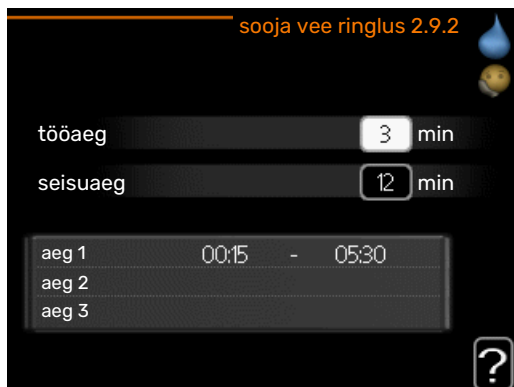 sooja vee ringlus 2.9.2
tööaeg 3 min
seisuaeg 12 min
aeg 1 00:15 - 05:30
aeg 2
aeg 3
?